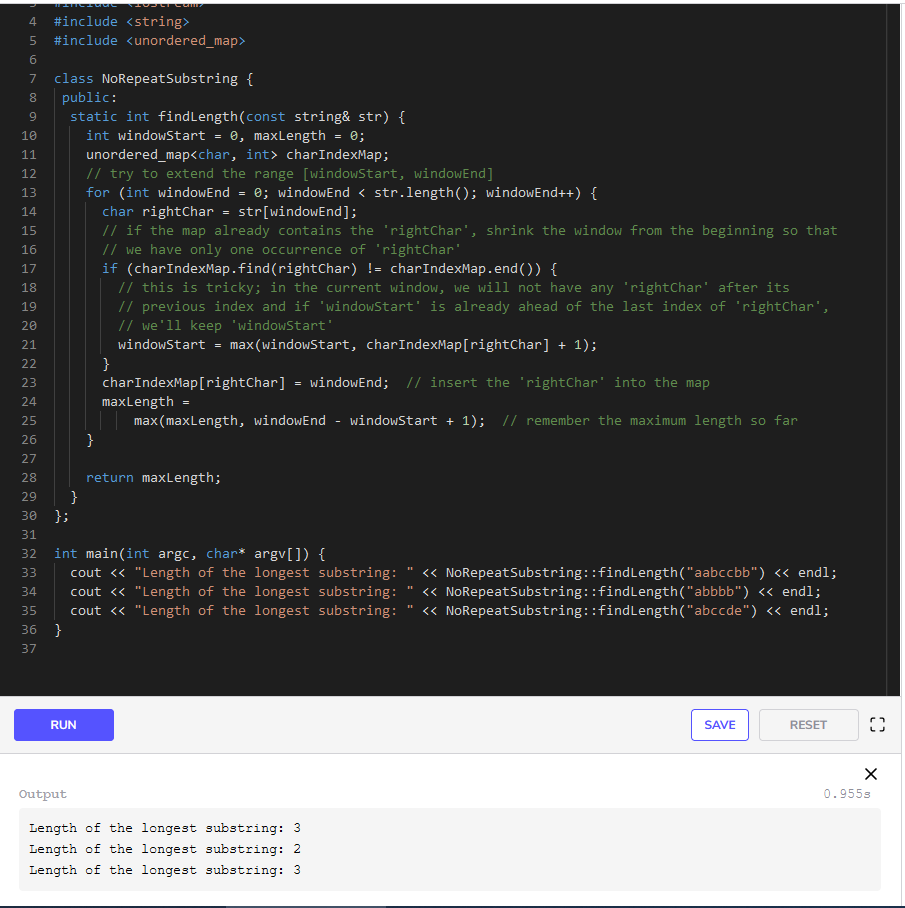 3 #include <iostream>
4 #include <string>
5 #include <unordered_map>
6
7 class NoRepeatSubstring {
8 public:
9 static int findLength(const string& str) {
10 int windowStart = 0, maxLength = 0;
11 unordered_map<char, int> charIndexMap;
12 // try to extend the range [windowStart, windowEnd]
13 for (int windowEnd = 0; windowEnd < str.length(); windowEnd++) {
14 char rightChar = str[windowEnd];
15 // if the map already contains the 'rightChar', shrink the window from the beginning so that
16 // we have only one occurrence of 'rightChar'
17 if (charIndexMap.find(rightChar) != charIndexMap.end()) {
18 // this is tricky; in the current window, we will not have any 'rightChar' after its
19 // previous index and if 'windowStart' is already ahead of the last index of 'rightChar',
20 // we'll keep 'windowStart'
21 windowStart = max(windowStart, charIndexMap[rightChar] + 1);
22 }
23 charIndexMap[rightChar] = windowEnd; // insert the 'rightChar' into the map
24 maxLength =
25 max(maxLength, windowEnd - windowStart + 1); // remember the maximum length so far
26 }
27
28 return maxLength;
29 }
30 };
31
32 int main(int argc, char* argv[]) {
33 cout << "Length of the longest substring: " << NoRepeatSubstring::findLength("aabccbb") << endl;
34 cout << "Length of the longest substring: " << NoRepeatSubstring::findLength("abbbb") << endl;
35 cout << "Length of the longest substring: " << NoRepeatSubstring::findLength("abccde") << endl;
36 }
37
RUN SAVE RESET
Output 0.955s
Length of the longest substring: 3
Length of the longest substring: 2
Length of the longest substring: 3